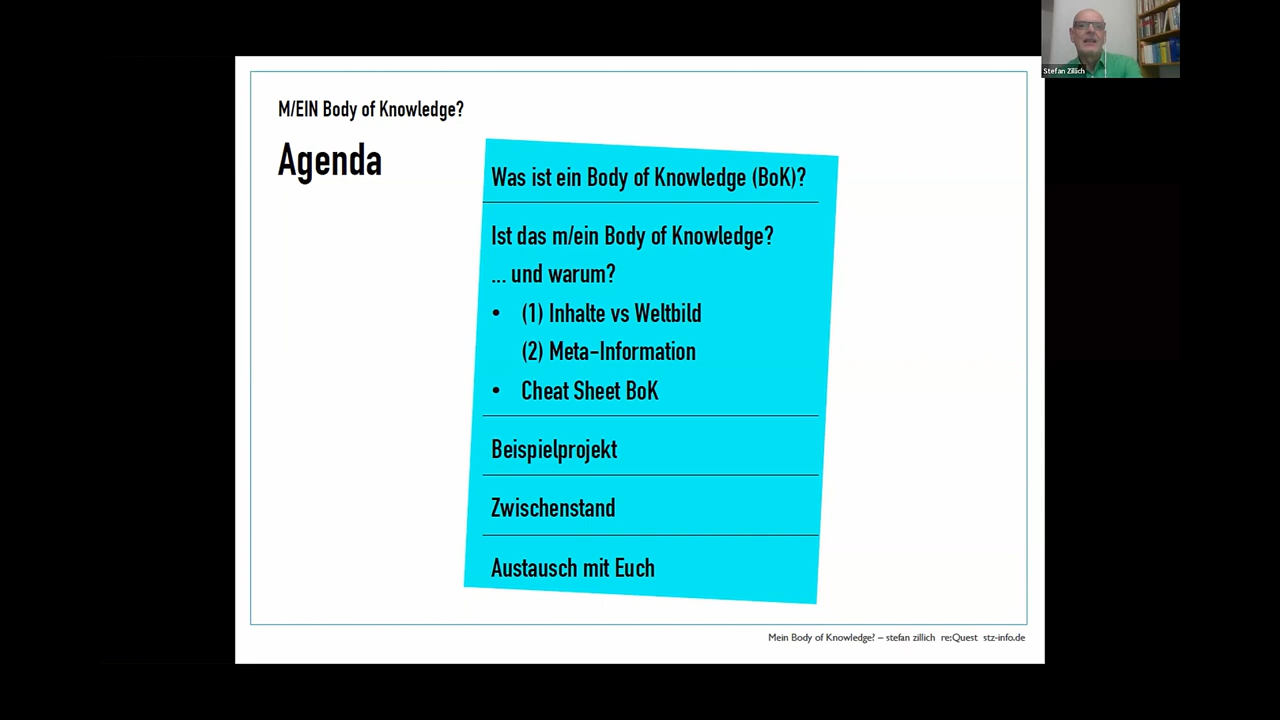 Stefan Zillich
M/EIN Body of Knowledge?
Agenda
Was ist ein Body of Knowledge (BoK)?
Ist das m/ein Body of Knowledge?
... und warum?
• (1) Inhalte vs Weltbild
(2) Meta-Information
• Cheat Sheet BoK
Beispielprojekt
Zwischenstand
Austausch mit Euch
Mein Body of Knowledge? – stefan zillich re:Quest stz-info.de